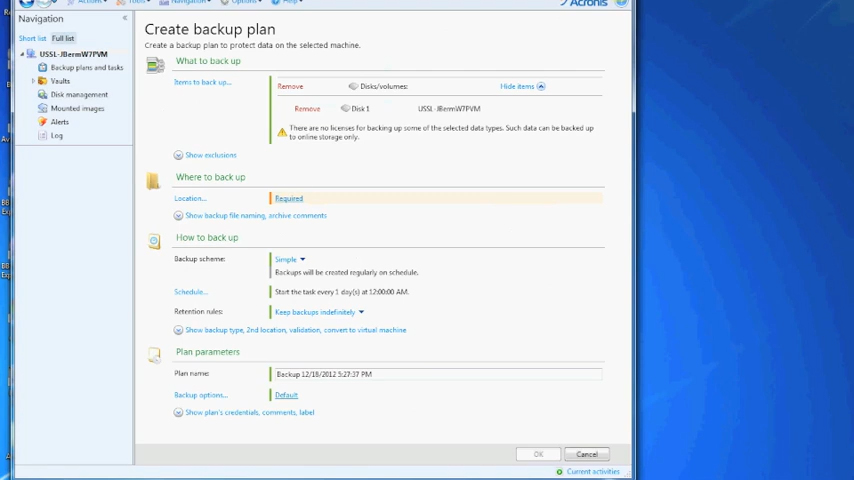 Actions Tools Navigation Options Help Acronis
Navigation «
Short list Full list
USSL-JBermW7PVM
Backup plans and tasks
Vaults
Disk management
Mounted images
Alerts
Log
Create backup plan
Create a backup plan to protect data on the selected machine.
What to back up
Items to back up... Remove Disks/volumes: Hide items
Remove Disk 1 USSL-JBermW7PVM
There are no licenses for backing up some of the selected data types. Such data can be backed up
to online storage only.
Show exclusions
Where to back up
Location... Required
Show backup file naming, archive comments
How to back up
Backup scheme: Simple
Backups will be created regularly on schedule.
Schedule... Start the task every 1 day(s) at 12:00:00 AM.
Retention rules: Keep backups indefinitely
Show backup type, 2nd location, validation, convert to virtual machine
Plan parameters
Plan name: Backup 12/18/2012 5:27:37 PM
Backup options... Default
Show plan's credentials, comments, label
OK Cancel
Current activities